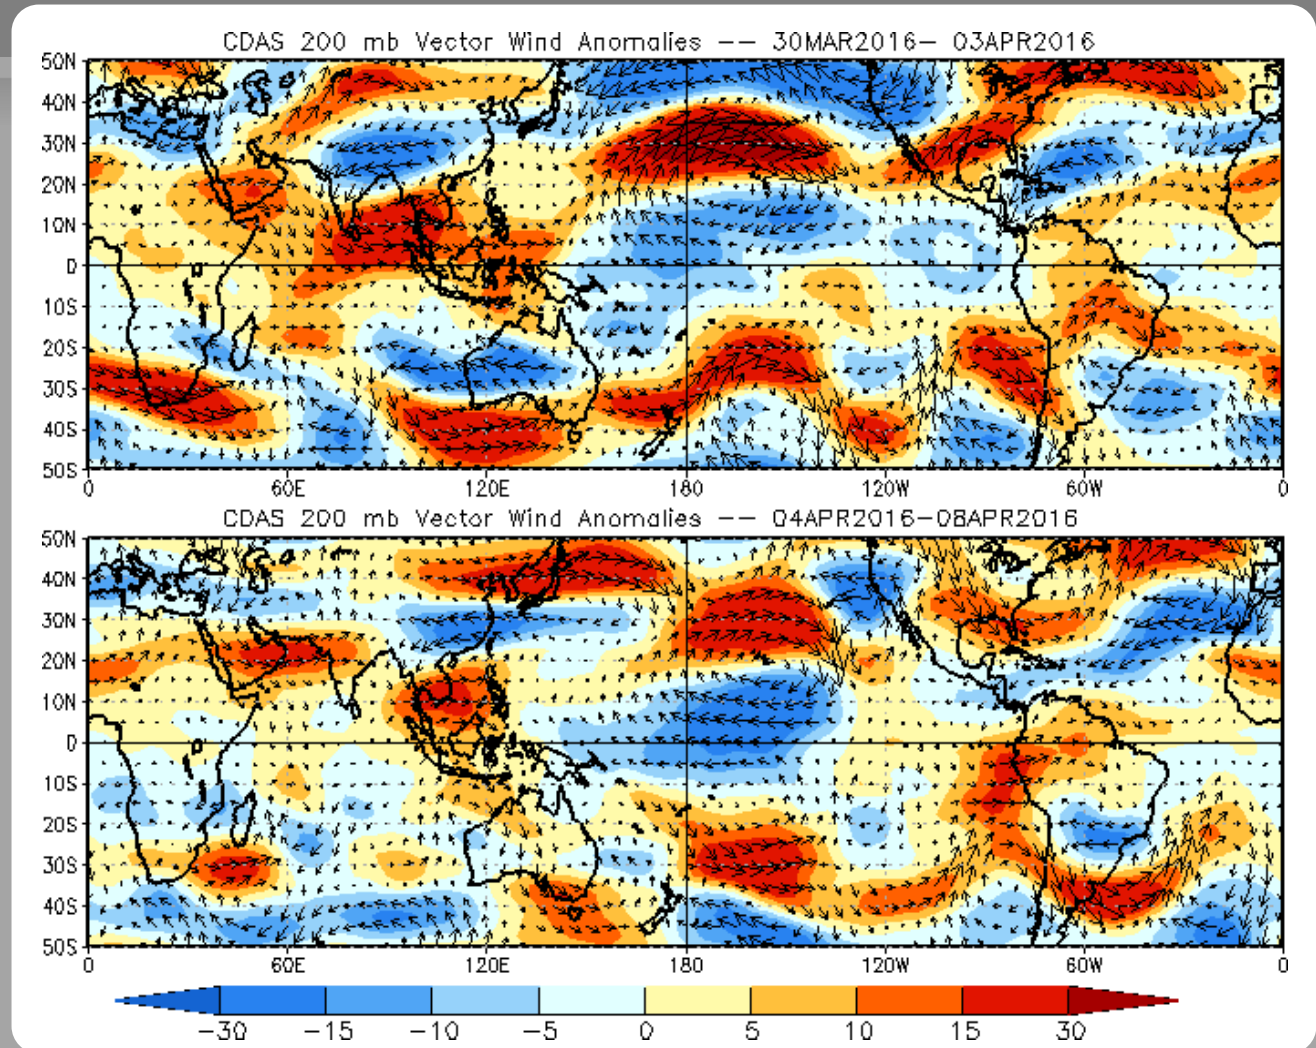 CDAS 200 mb Vector Wind Anomalies -- 30MAR2016- 03APR2016
50N
40N
30N
20N
10N
0
10S
20S
30S
40S
50S
0 60E 120E 180 120W 60W 0
CDAS 200 mb Vector Wind Anomalies -- 04APR2016-08APR2016
50N
40N
30N
20N
10N
0
10S
20S
30S
40S
50S
0 60E 120E 180 120W 60W 0
-30 -15 -10 -5 0 5 10 15 30